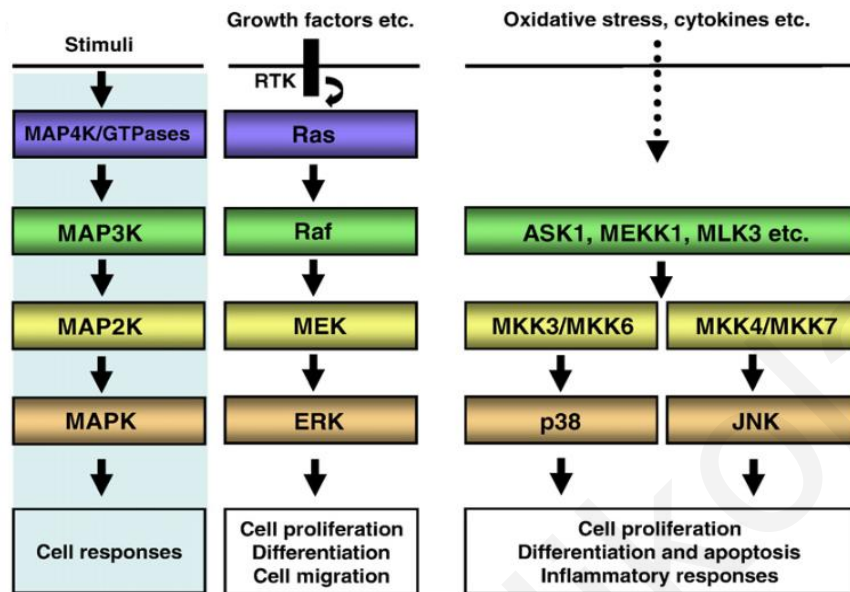 Stimuli
MAP4K/GTPases
MAP3K
MAP2K
MAPK
Cell responses
Growth factors etc.
RTK
Ras
Raf
MEK
ERK
Cell proliferation
Differentiation
Cell migration
Oxidative stress, cytokines etc.
ASK1, MEKK1, MLK3 etc.
MKK3/MKK6
MKK4/MKK7
p38
JNK
Cell proliferation
Differentiation and apoptosis
Inflammatory responses